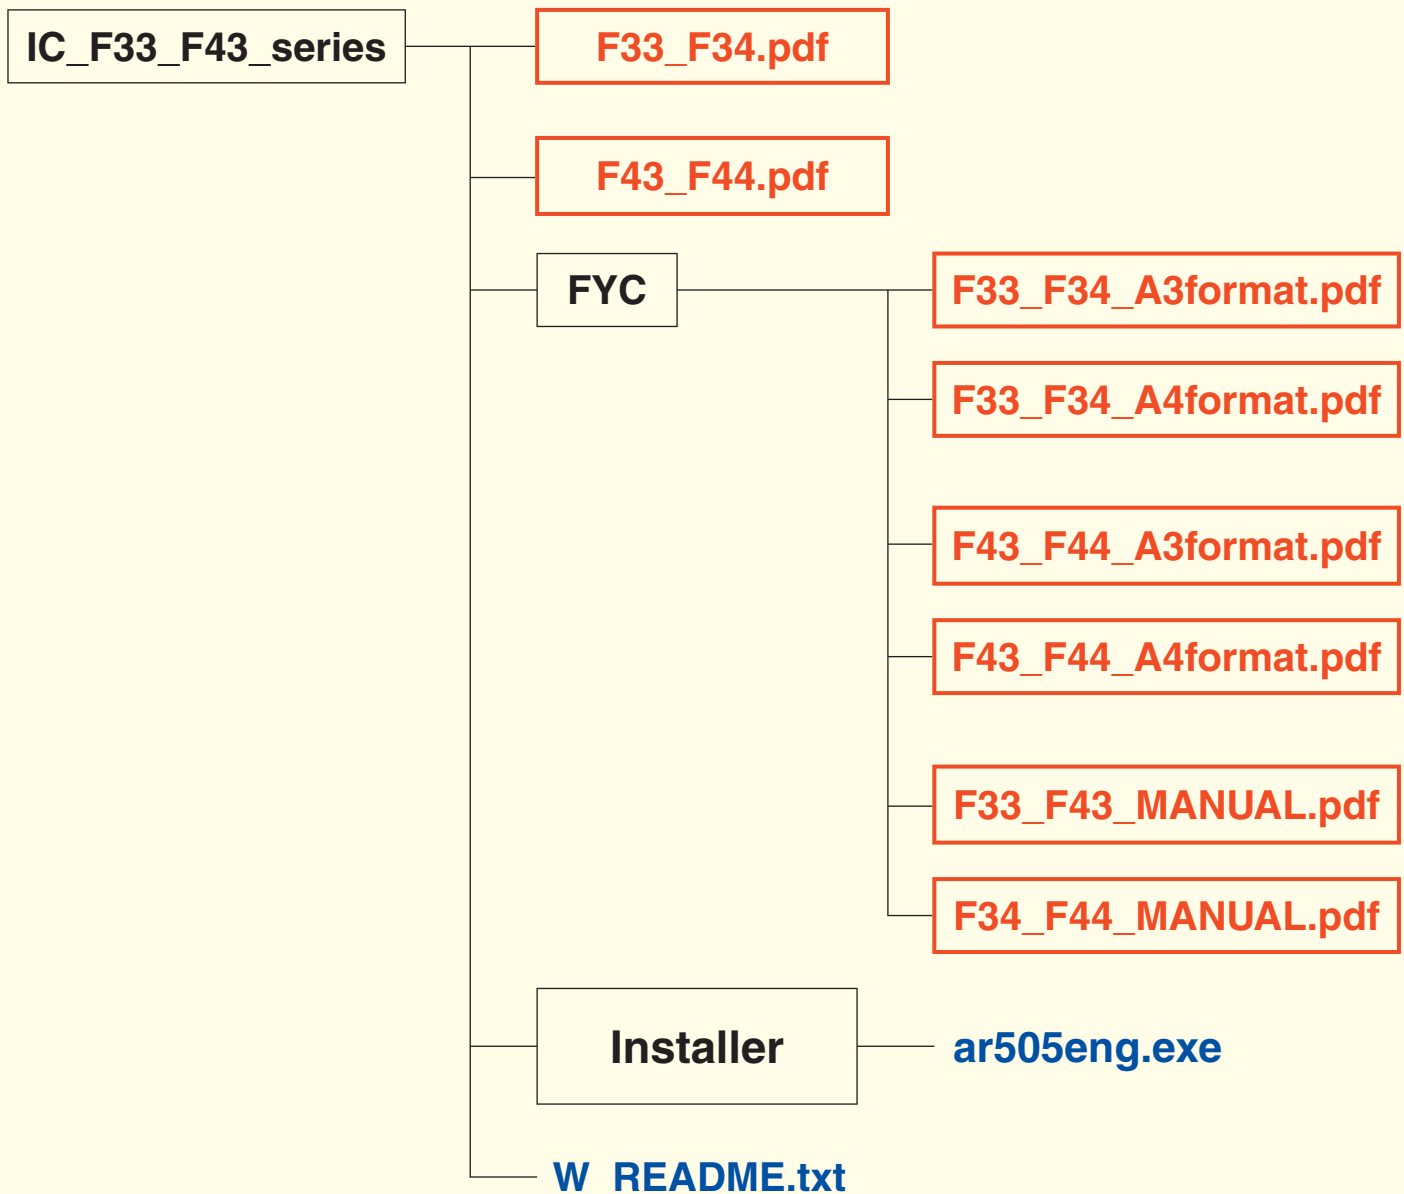 IC_F33_F43_series
F33_F34.pdf
F43_F44.pdf
FYC
F33_F34_A3format.pdf
F33_F34_A4format.pdf
F43_F44_A3format.pdf
F43_F44_A4format.pdf
F33_F43_MANUAL.pdf
F34_F44_MANUAL.pdf
Installer
ar505eng.exe
W_README.txt